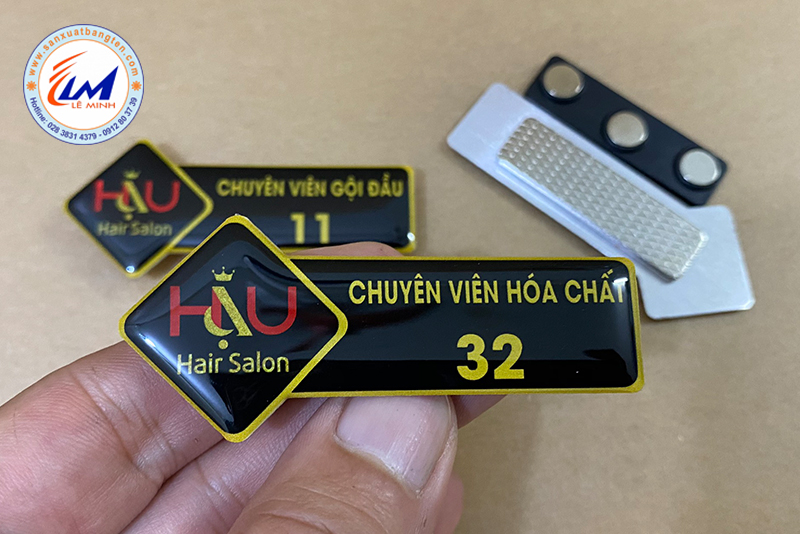 www.sanxuatbangten.com
LM
LÊ MINH
Hotline: 028 3831 4379 - 0912 80 37 39
HẬU
Hair Salon
CHUYÊN VIÊN GỘI ĐẦU
11
HẬU
Hair Salon
CHUYÊN VIÊN HÓA CHẤT
32